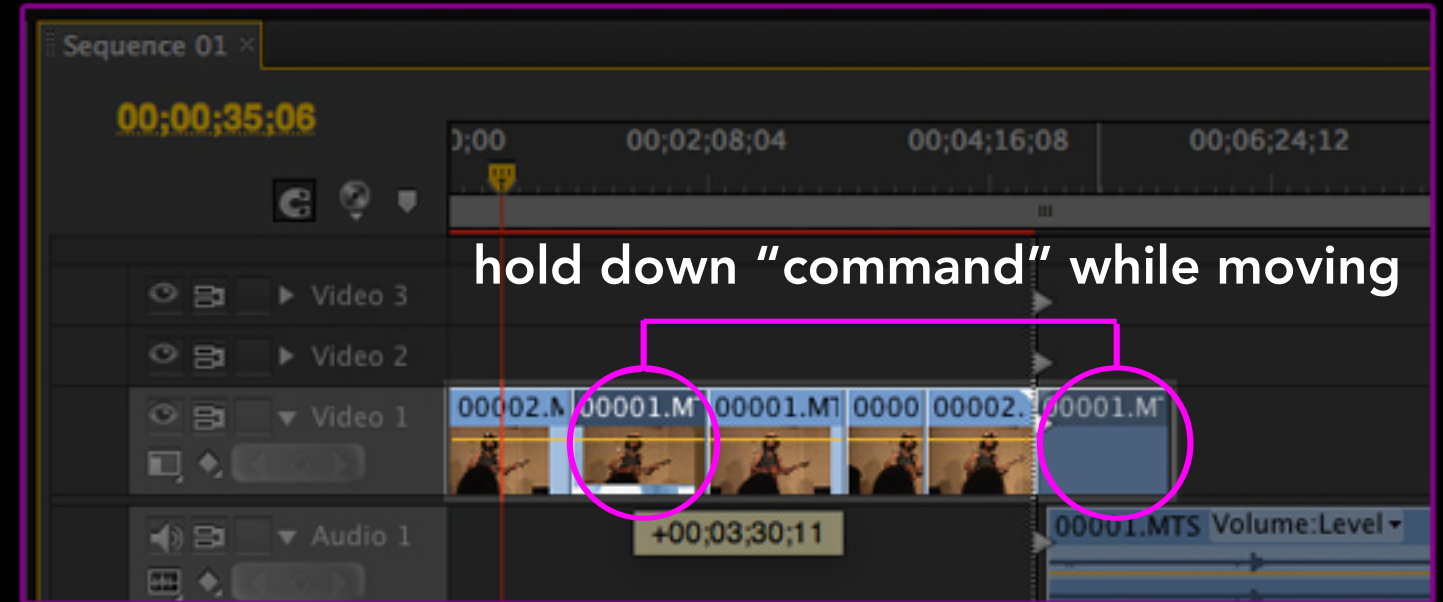 Sequence 01 ×
00;00;35;06
0;00 00;02;08;04 00;04;16;08 00;06;24;12
hold down “command” while moving
Video 3
Video 2
Video 1
00002.M 00001.M 00001.M 0000 00002. 00001.M
+00;03;30;11
Audio 1
00001.MTS Volume:Level